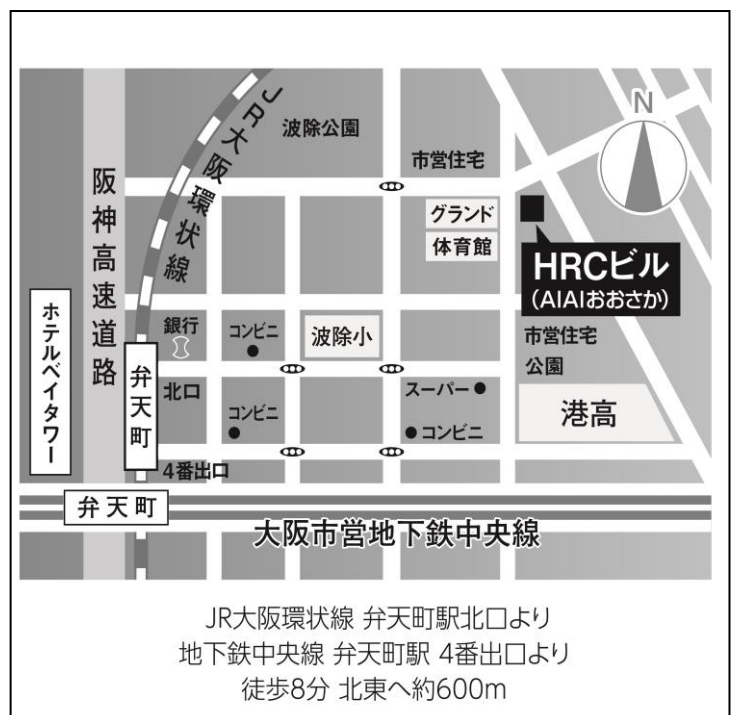 N
JR大阪環状線
波除公園
市営住宅
阪神高速道路
グランド
体育館
HRCビル
(AIAIおおさか)
ホテルベイタワー
銀行
コンビニ
波除小
市営住宅
公園
弁天町
北口
コンビニ
スーパー
コンビニ
港高
4番出口
弁天町
大阪市営地下鉄中央線
JR大阪環状線 弁天町駅北口より
地下鉄中央線 弁天町駅 4番出口より
徒歩8分 北東へ約600m